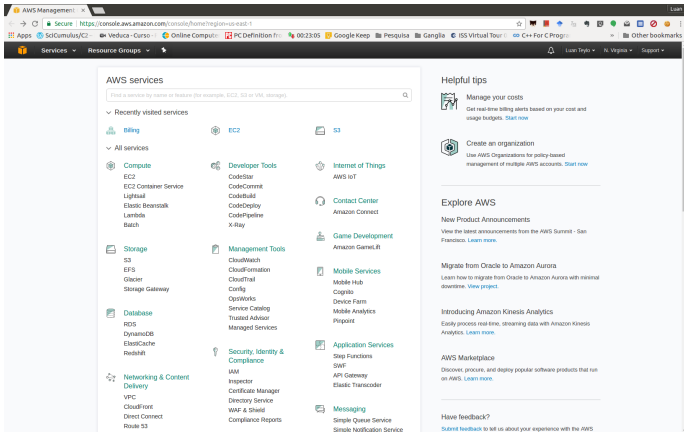 AWS Management
Luan
Secure
https://console.aws.amazon.com/console/home?region=us-east-1
Apps
SciCumulus/C2
Veduca - Curso
Online Compute
PC Definition fro
00:23:05
Google Keep
Pesquisa
Ganglia
ISS Virtual Tour
C++ For C Progr
Other bookmarks
Services
Resource Groups
Luan Teylo
N. Virginia
Support
AWS services
Find a service by name or feature (for example, EC2, S3 or VM, storage).
Recently visited services
Billing
EC2
S3
All services
Compute
EC2
EC2 Container Service
Lightsail
Elastic Beanstalk
Lambda
Batch
Storage
S3
EFS
Glacier
Storage Gateway
Database
RDS
DynamoDB
ElastiCache
Redshift
Networking & Content
Delivery
VPC
CloudFront
Direct Connect
Route 53
Developer Tools
CodeStar
CodeCommit
CodeBuild
CodeDeploy
CodePipeline
X-Ray
Management Tools
CloudWatch
CloudFormation
CloudTrail
Config
OpsWorks
Service Catalog
Trusted Advisor
Managed Services
Security, Identity &
Compliance
IAM
Inspector
Certificate Manager
Directory Service
WAF & Shield
Compliance Reports
Internet of Things
AWS IoT
Contact Center
Amazon Connect
Game Development
Amazon GameLift
Mobile Services
Mobile Hub
Cognito
Device Farm
Mobile Analytics
Pinpoint
Application Services
Step Functions
SWF
API Gateway
Elastic Transcoder
Messaging
Simple Queue Service
Simple Notification Service
Helpful tips
Manage your costs
Get real-time billing alerts based on your cost and
usage budgets. Start now
Create an organization
Use AWS Organizations for policy-based
management of multiple AWS accounts. Start now
Explore AWS
New Product Announcements
View the latest announcements from the AWS Summit - San
Francisco. Learn more.
Migrate from Oracle to Amazon Aurora
Learn how to migrate from Oracle to Amazon Aurora with minimal
downtime. View project.
Introducing Amazon Kinesis Analytics
Easily process real-time, streaming data with Amazon Kinesis
Analytics. Learn more.
AWS Marketplace
Discover, procure, and deploy popular software products that run
on AWS. Learn more.
Have feedback?
Submit feedback to tell us about your experience with the AWS